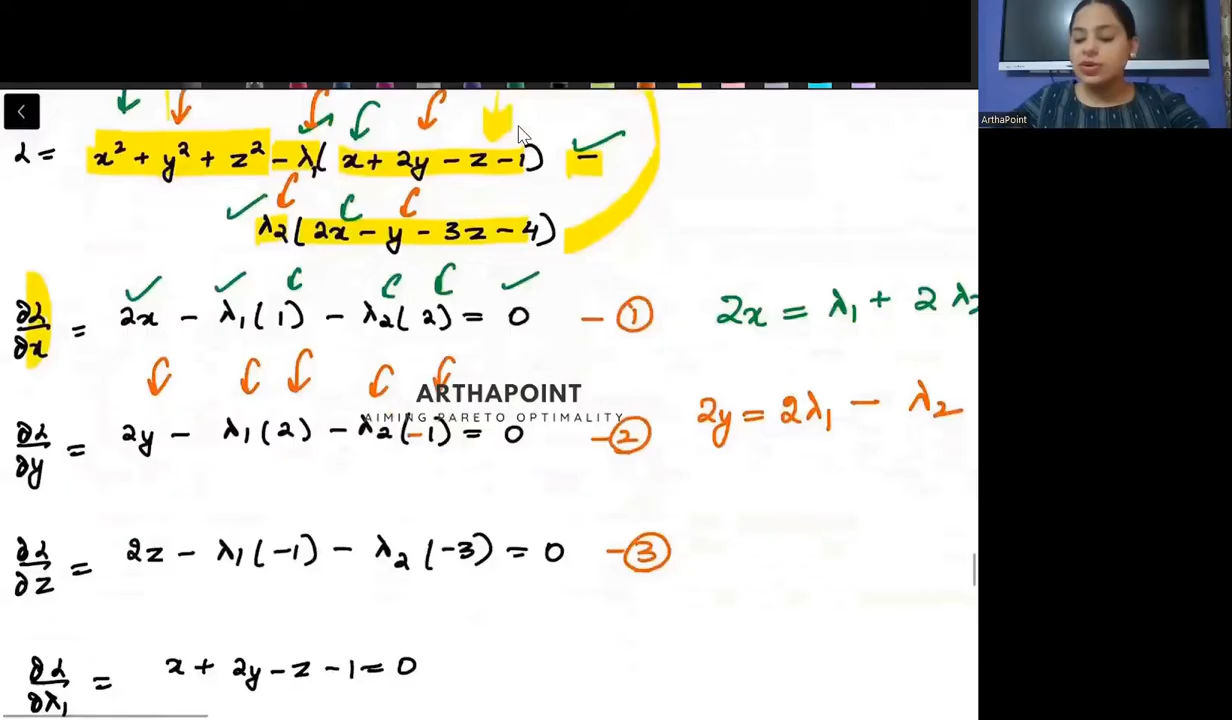 ArthaPoint
𝓛 = x² + y² + z² - λ₁( x + 2y - z - 1) -
λ₂( 2x - y - 3z - 4)
∂𝓛/∂x = 2x - λ₁(1) - λ₂(2) = 0 - ①
2x = λ₁ + 2λ₂
ARTHAPOINT
AIMING PARETO OPTIMALITY
∂𝓛/∂y = 2y - λ₁(2) - λ₂(-1) = 0 - ②
2y = 2λ₁ - λ₂
∂𝓛/∂z = 2z - λ₁(-1) - λ₂(-3) = 0 - ③
∂𝓛/∂λ₁ = x + 2y - z - 1 = 0